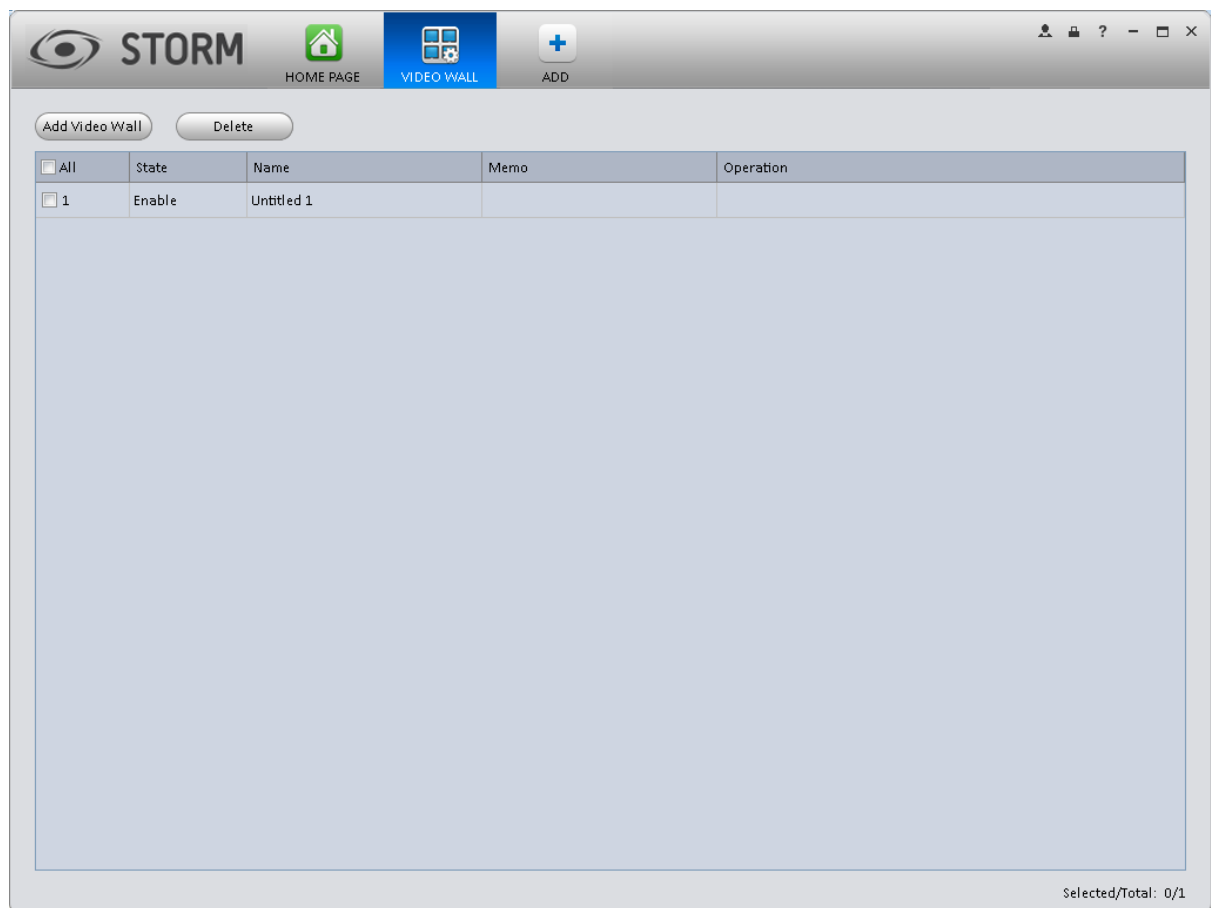 STORM
HOME PAGE
VIDEO WALL
ADD
?
Add Video Wall
Delete
All State Name Memo Operation
1 Enable Untitled 1
Selected/Total: 0/1